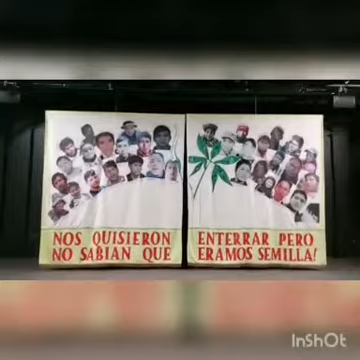 NOS QUISIERON ENTERRAR PERO
NO SABIAN QUE ERAMOS SEMILLA!
InShOt